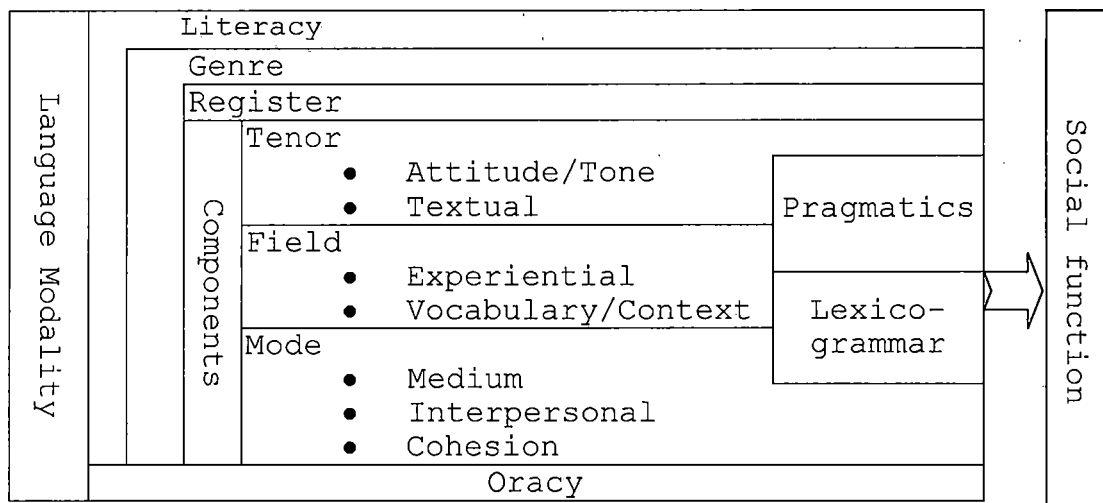 Language Modality
Literacy
Genre
Register
Components
Tenor
● Attitude/Tone
● Textual
Field
● Experiential
● Vocabulary/Context
Mode
● Medium
● Interpersonal
● Cohesion
Pragmatics
Lexico-
grammar
Oracy
Social function